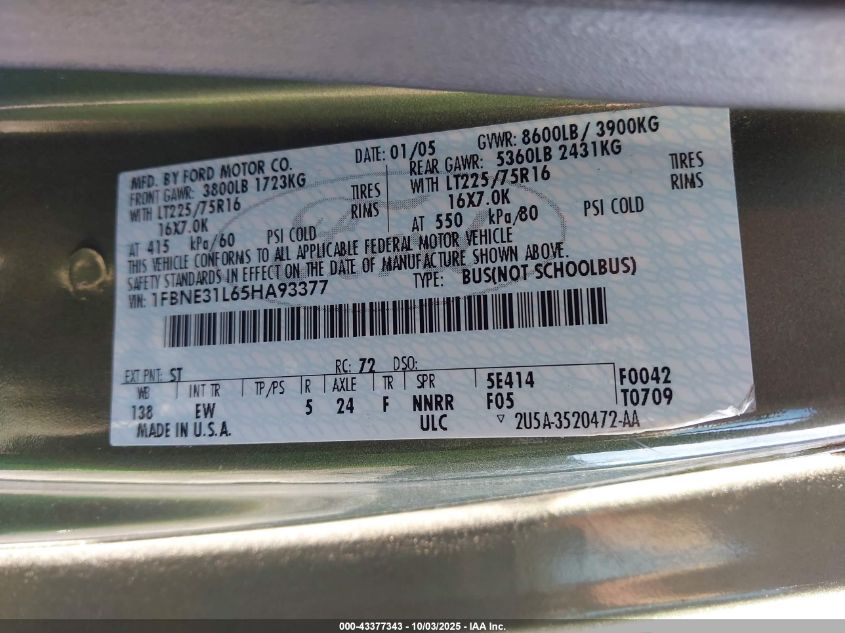 MFD. BY FORD MOTOR CO.
DATE: 01/05
GVWR: 8600LB / 3900KG
FRONT GAWR: 3800LB 1723KG
REAR GAWR: 5360LB 2431KG
WITH LT225/75R16 TIRES
WITH LT225/75R16 TIRES
16X7.0K RIMS
16X7.0K RIMS
AT 415 kPa/60 PSI COLD
AT 550 kPa/80 PSI COLD
THIS VEHICLE CONFORMS TO ALL APPLICABLE FEDERAL MOTOR VEHICLE
SAFETY STANDARDS IN EFFECT ON THE DATE OF MANUFACTURE SHOWN ABOVE.
VIN: 1FBNE31L65HA93377
TYPE: BUS(NOT SCHOOLBUS)
EXT PNT: ST RC: 72 DSO:
WB INT TR TP/PS R AXLE TR SPR 5E414 F0042
138 EW 5 24 F NNRR F05 T0709
MADE IN U.S.A. ULC ▽ 2U5A-3520472-AA
000-43377343 - 10/03/2025 - IAA Inc.